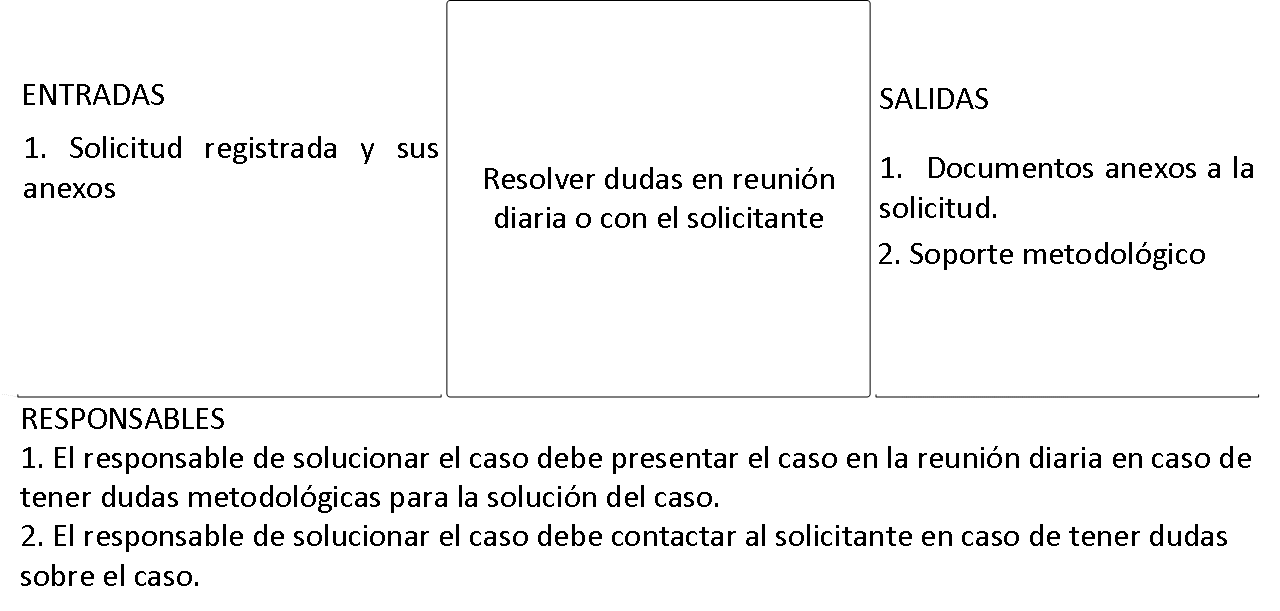 ENTRADAS
1. Solicitud registrada y sus
anexos
Resolver dudas en reunión
diaria o con el solicitante
SALIDAS
1. Documentos anexos a la
solicitud.
2. Soporte metodológico
RESPONSABLES
1. El responsable de solucionar el caso debe presentar el caso en la reunión diaria en caso de
tener dudas metodológicas para la solución del caso.
2. El responsable de solucionar el caso debe contactar al solicitante en caso de tener dudas
sobre el caso.